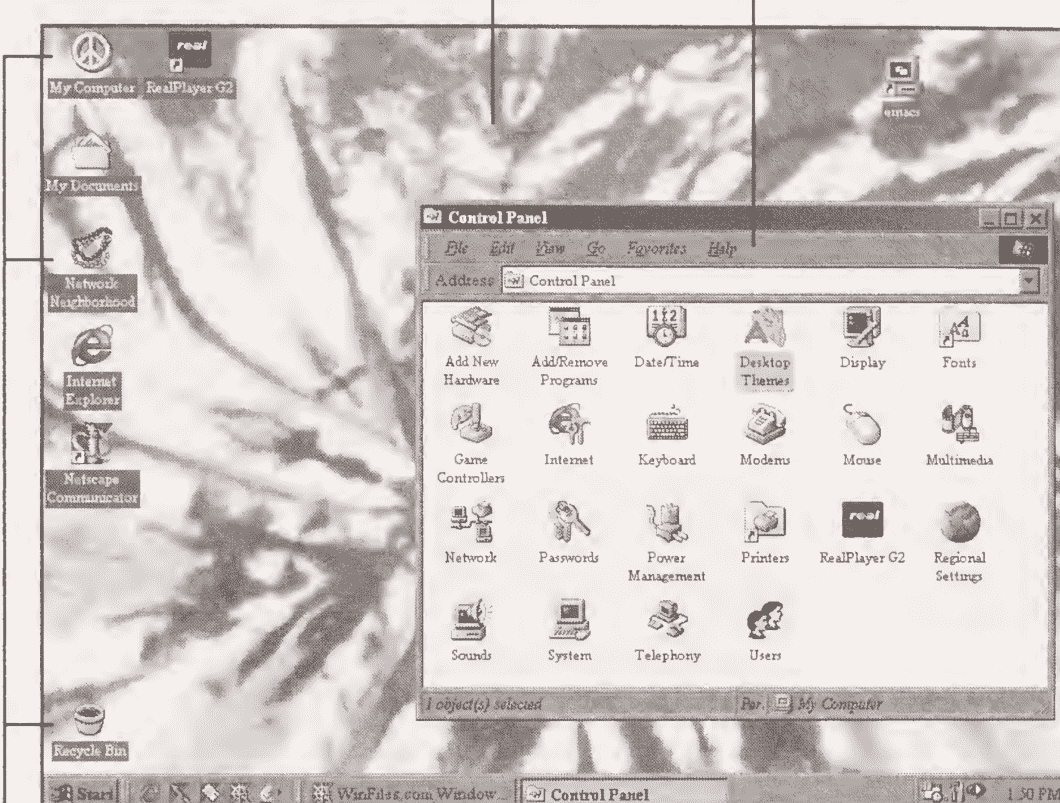 real
My Computer
RealPlayer G2
emacs
My Documents
Network
Neighborhood
Internet
Explorer
Netscape
Communicator
Recycle Bin
Control Panel
File Edit View Go Favorites Help
Address Control Panel
Add New
Hardware
Add/Remove
Programs
Date/Time
Desktop
Themes
Display
Fonts
Game
Controllers
Internet
Keyboard
Modems
Mouse
Multimedia
Network
Passwords
Power
Management
Printers
real
RealPlayer G2
Regional
Settings
Sounds
System
Telephony
Users
1 object(s) selected
My Computer
Start
WinFiles.com Window...
Control Panel
1:50 PM